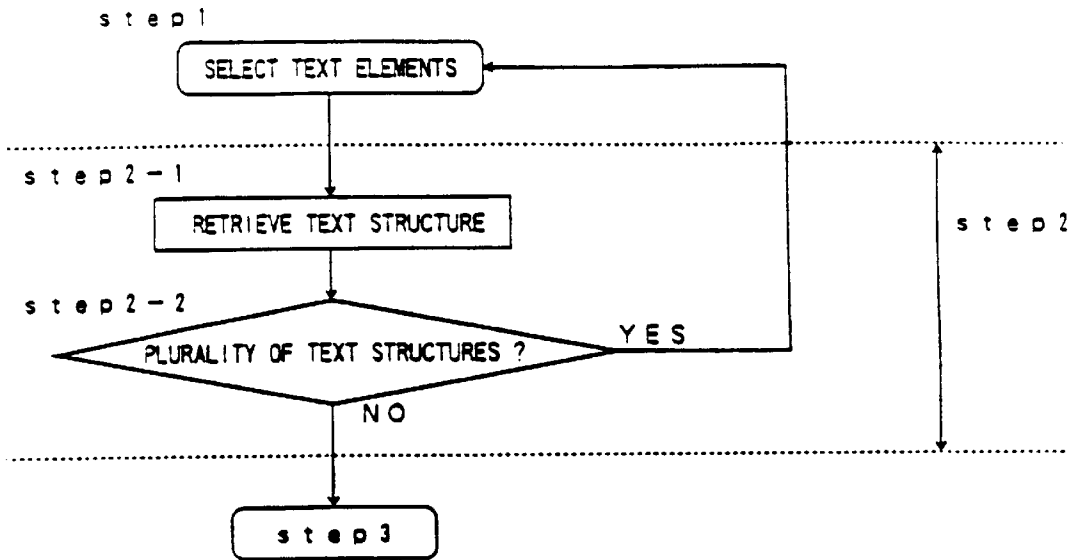 step1
SELECT TEXT ELEMENTS
step2-1
RETRIEVE TEXT STRUCTURE
step2
step2-2
PLURALITY OF TEXT STRUCTURES ?
YES
NO
step3